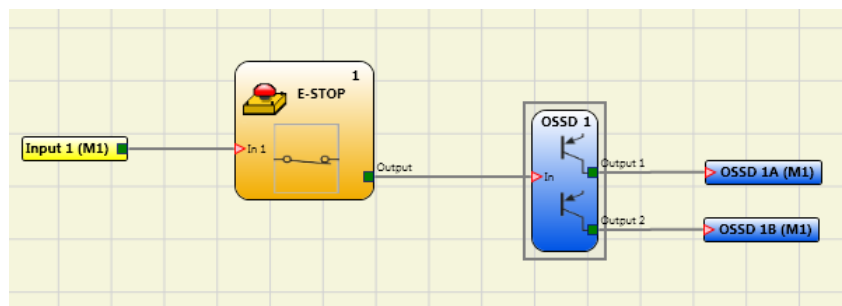 1
E-STOP
Input 1 (M1)
In 1
Output
OSSD 1
Output 1
In
OSSD 1A (M1)
Output 2
OSSD 1B (M1)